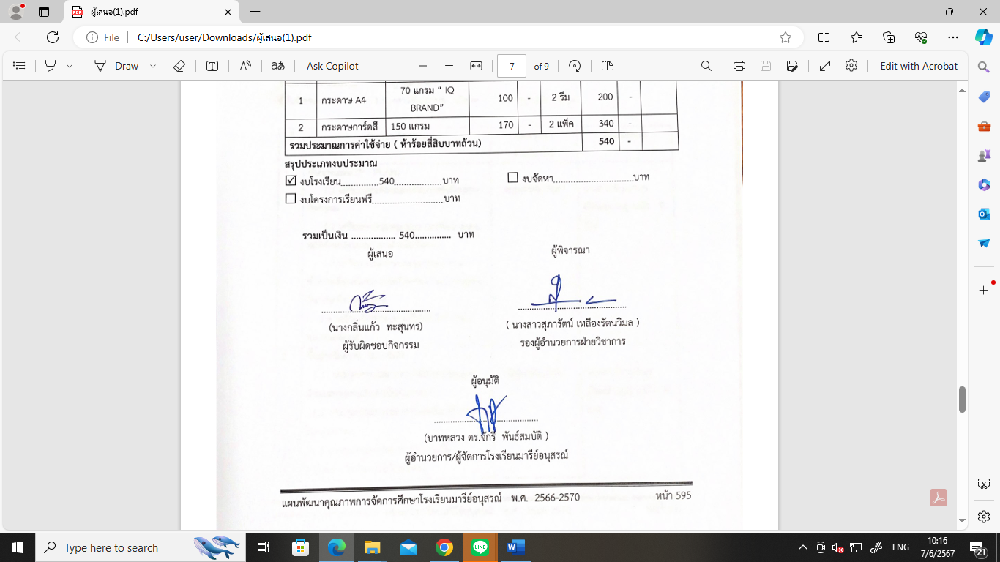 ผู้เสนอ(1).pdf
File C:/Users/user/Downloads/ผู้เสนอ(1).pdf
Draw Ask Copilot 7 of 9 Edit with Acrobat
1 กระดาษ A4 70 แกรม “ IQ BRAND” 100 - 2 รีม 200 -
2 กระดาษการ์ดสี 150 แกรม 170 - 2 แพ็ค 340 -
รวมประมาณการค่าใช้จ่าย ( ห้าร้อยสี่สิบบาทถ้วน) 540 -
สรุปประเภทงบประมาณ
งบโรงเรียน.............540................บาท งบจัดหา...........................บาท
งบโครงการเรียนฟรี........................บาท
รวมเป็นเงิน .................. 540............... บาท
ผู้เสนอ ผู้พิจารณา
(นางกลิ่นแก้ว ทะสุนทร) ( นางสาวสุภารัตน์ เหลืองรัตนวิมล )
ผู้รับผิดชอบกิจกรรม รองผู้อำนวยการฝ่ายวิชาการ
ผู้อนุมัติ
(บาทหลวง ดร.จักรี พันธ์สมบัติ )
ผู้อำนวยการ/ผู้จัดการโรงเรียนมารีย์อนุสรณ์
แผนพัฒนาคุณภาพการจัดการศึกษาโรงเรียนมารีย์อนุสรณ์ พ.ศ. 2566-2570 หน้า 595
Type here to search LINE W ENG 10:16
7/6/2567 21